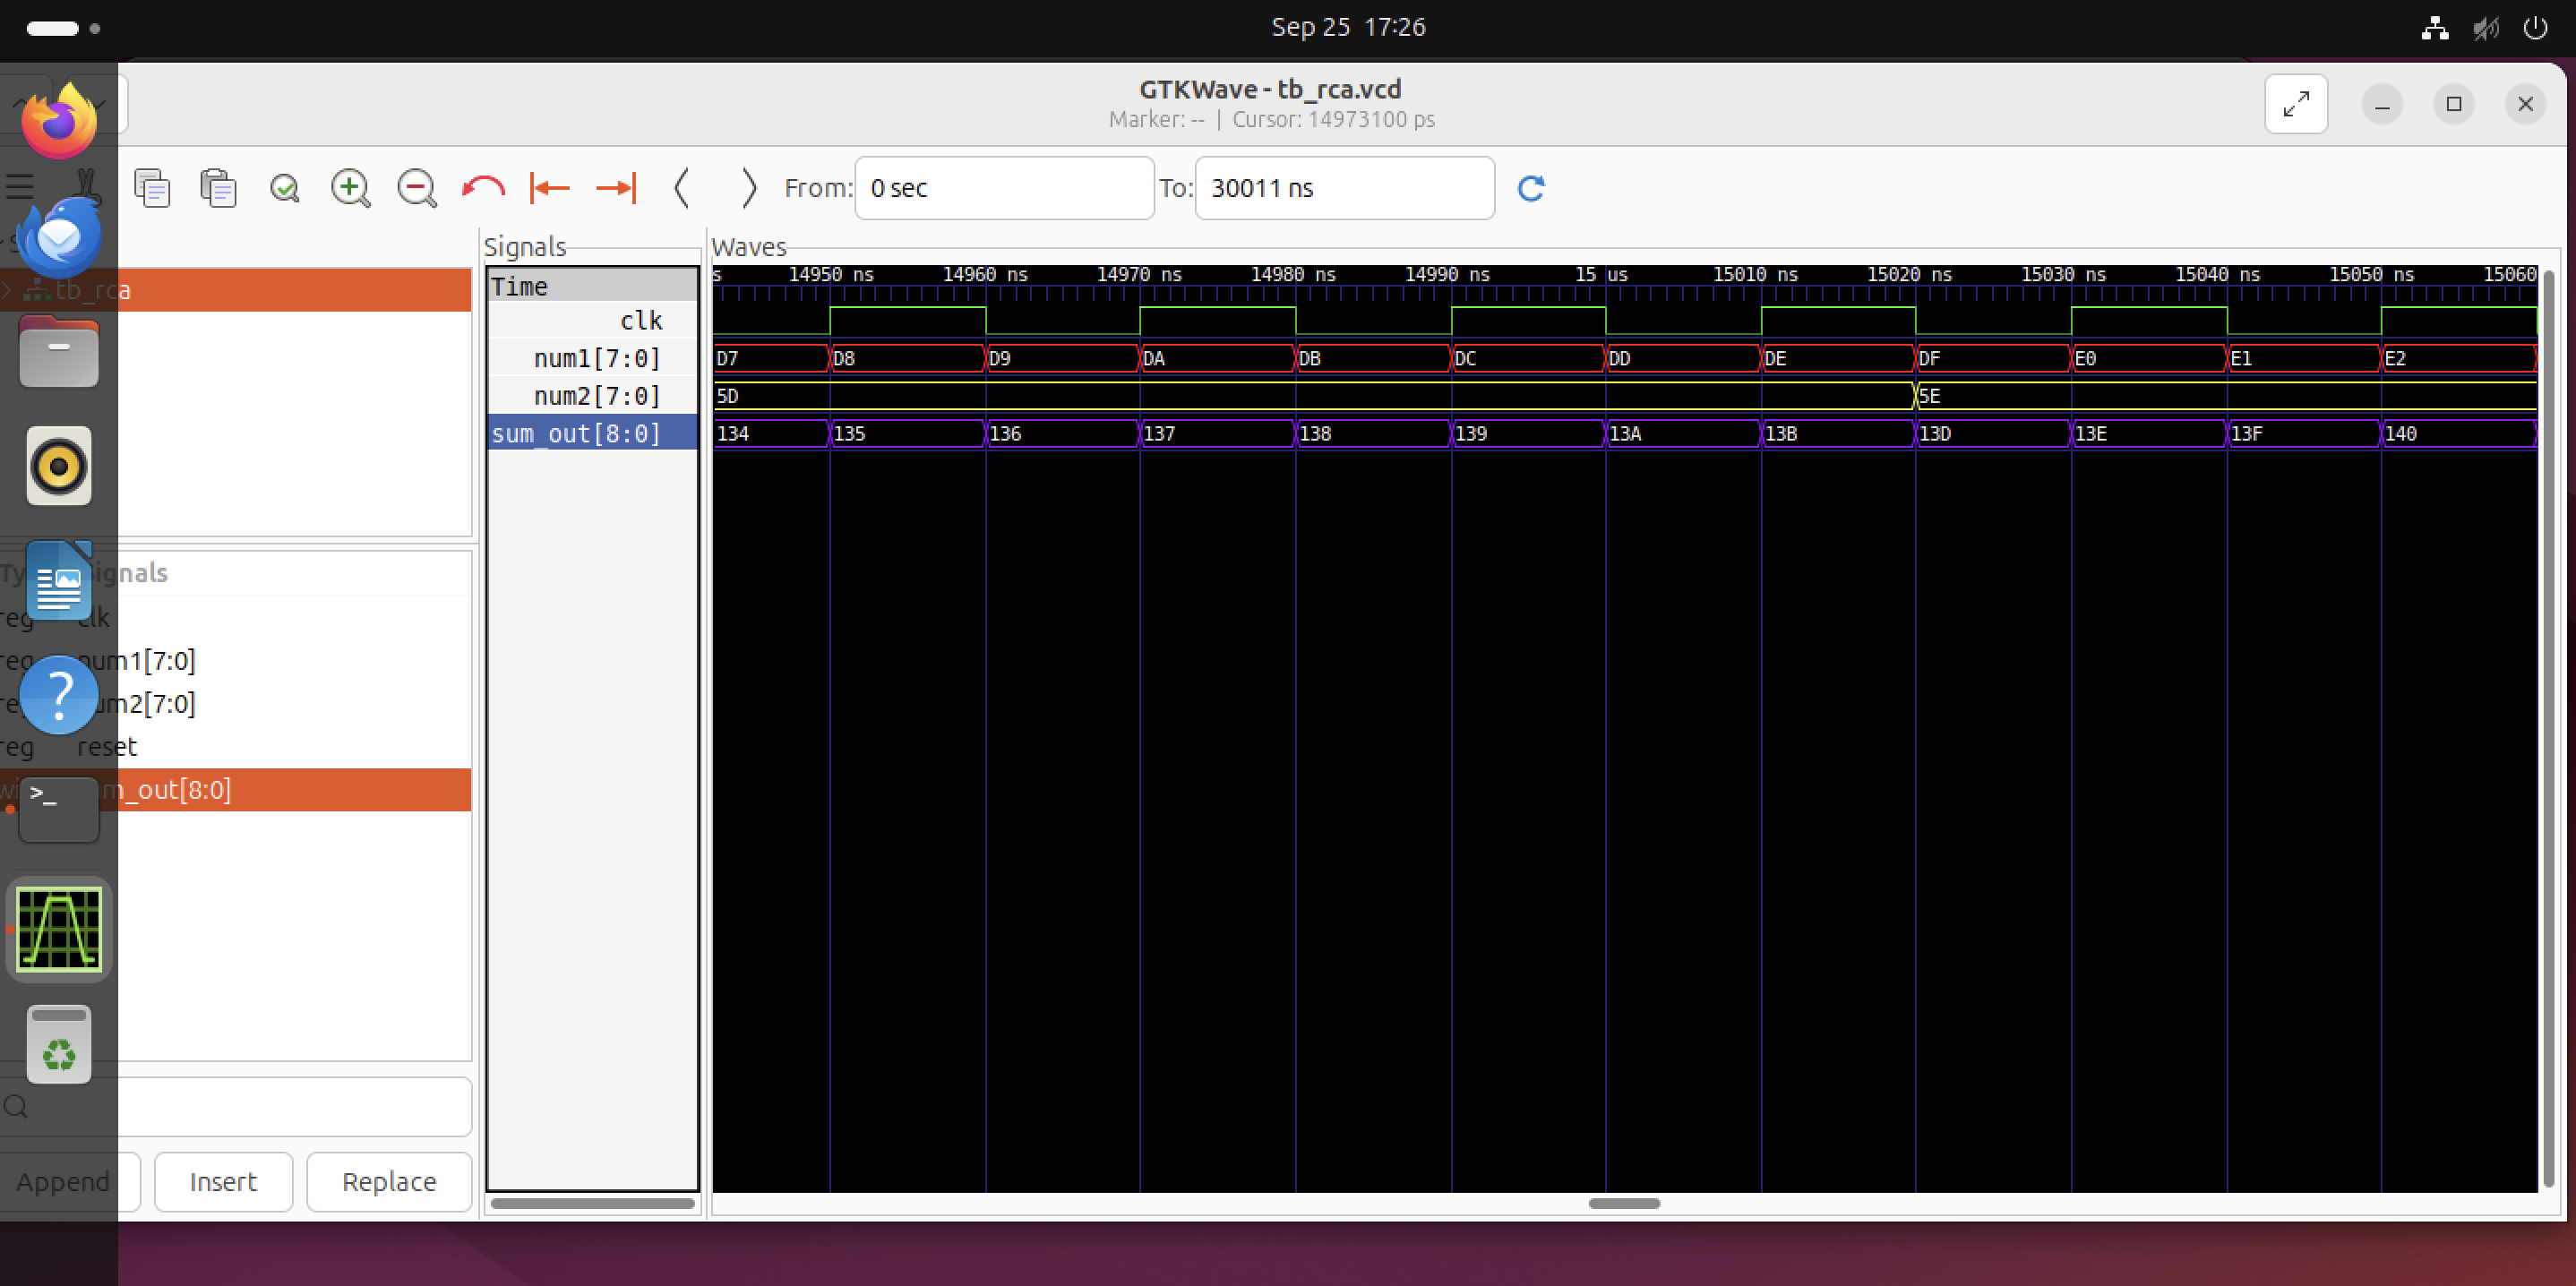 Sep 25 17:26
GTKWave - tb_rca.vcd
Marker: -- | Cursor: 14973100 ps
From: 0 sec To: 30011 ns
Signals
Waves
tb_rca
Time
s 14950 ns 14960 ns 14970 ns 14980 ns 14990 ns 15 us 15010 ns 15020 ns 15030 ns 15040 ns 15050 ns 15060
clk
num1[7:0] D7 D8 D9 DA DB DC DD DE DF E0 E1 E2
num2[7:0] 5D 5E
sum_out[8:0] 134 135 136 137 138 139 13A 13B 13D 13E 13F 140
Ty ignals
reg clk
reg num1[7:0]
re um2[7:0]
reg reset
wi m_out[8:0]
>_
?
Append Insert Replace